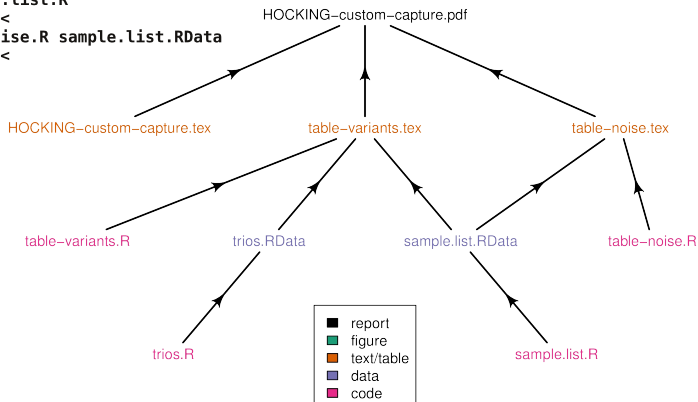 .list.R
<
ise.R sample.list.RData
<
HOCKING−custom−capture.pdf
HOCKING−custom−capture.tex
table−variants.tex
table−noise.tex
table−variants.R
trios.RData
sample.list.RData
table−noise.R
trios.R
sample.list.R
report
figure
text/table
data
code